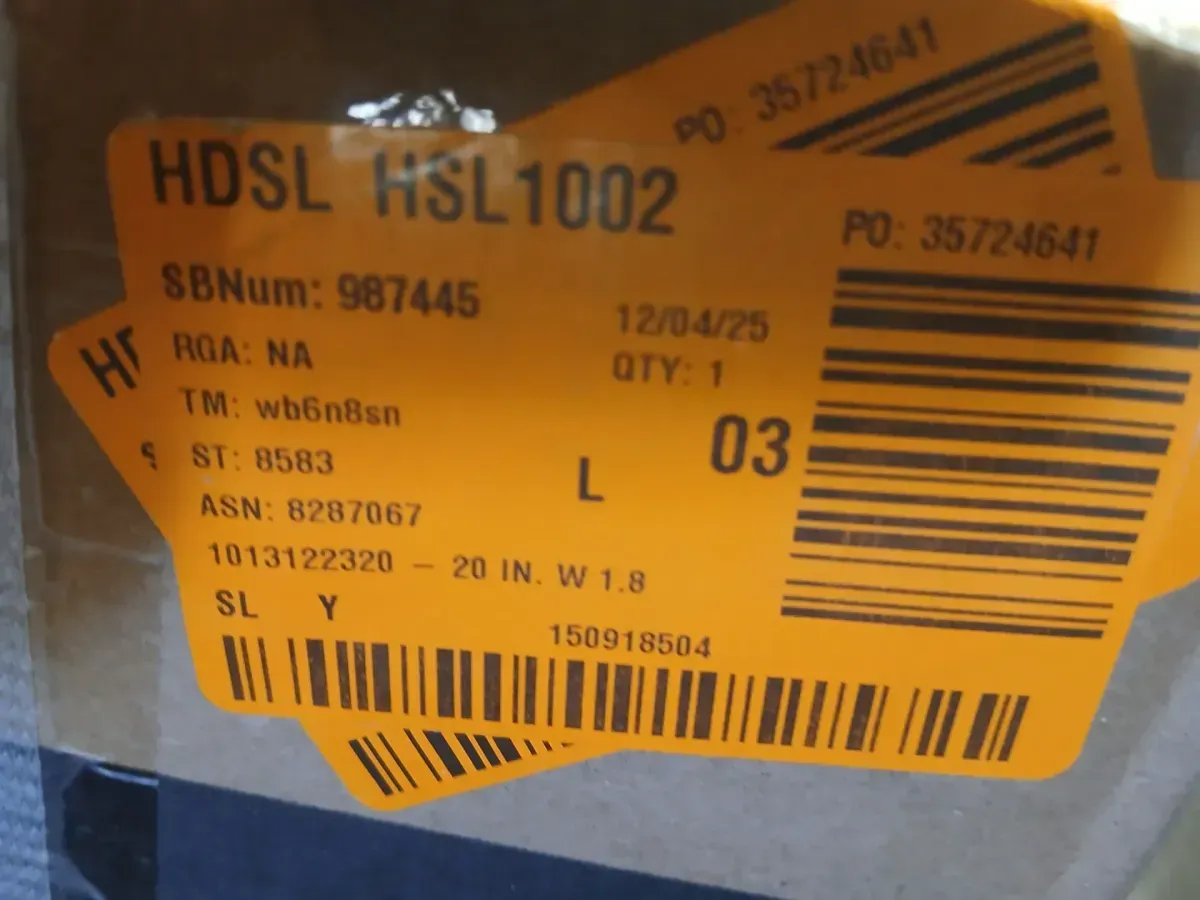 PO: 35724641
HDSL HSL1002
PO: 35724641
SBNum: 987445
12/04/25
RGA: NA
QTY: 1
TM: wb6n8sn
03
ST: 8583
L
ASN: 8287067
1013122320 – 20 IN. W 1.8
SL Y
150918504